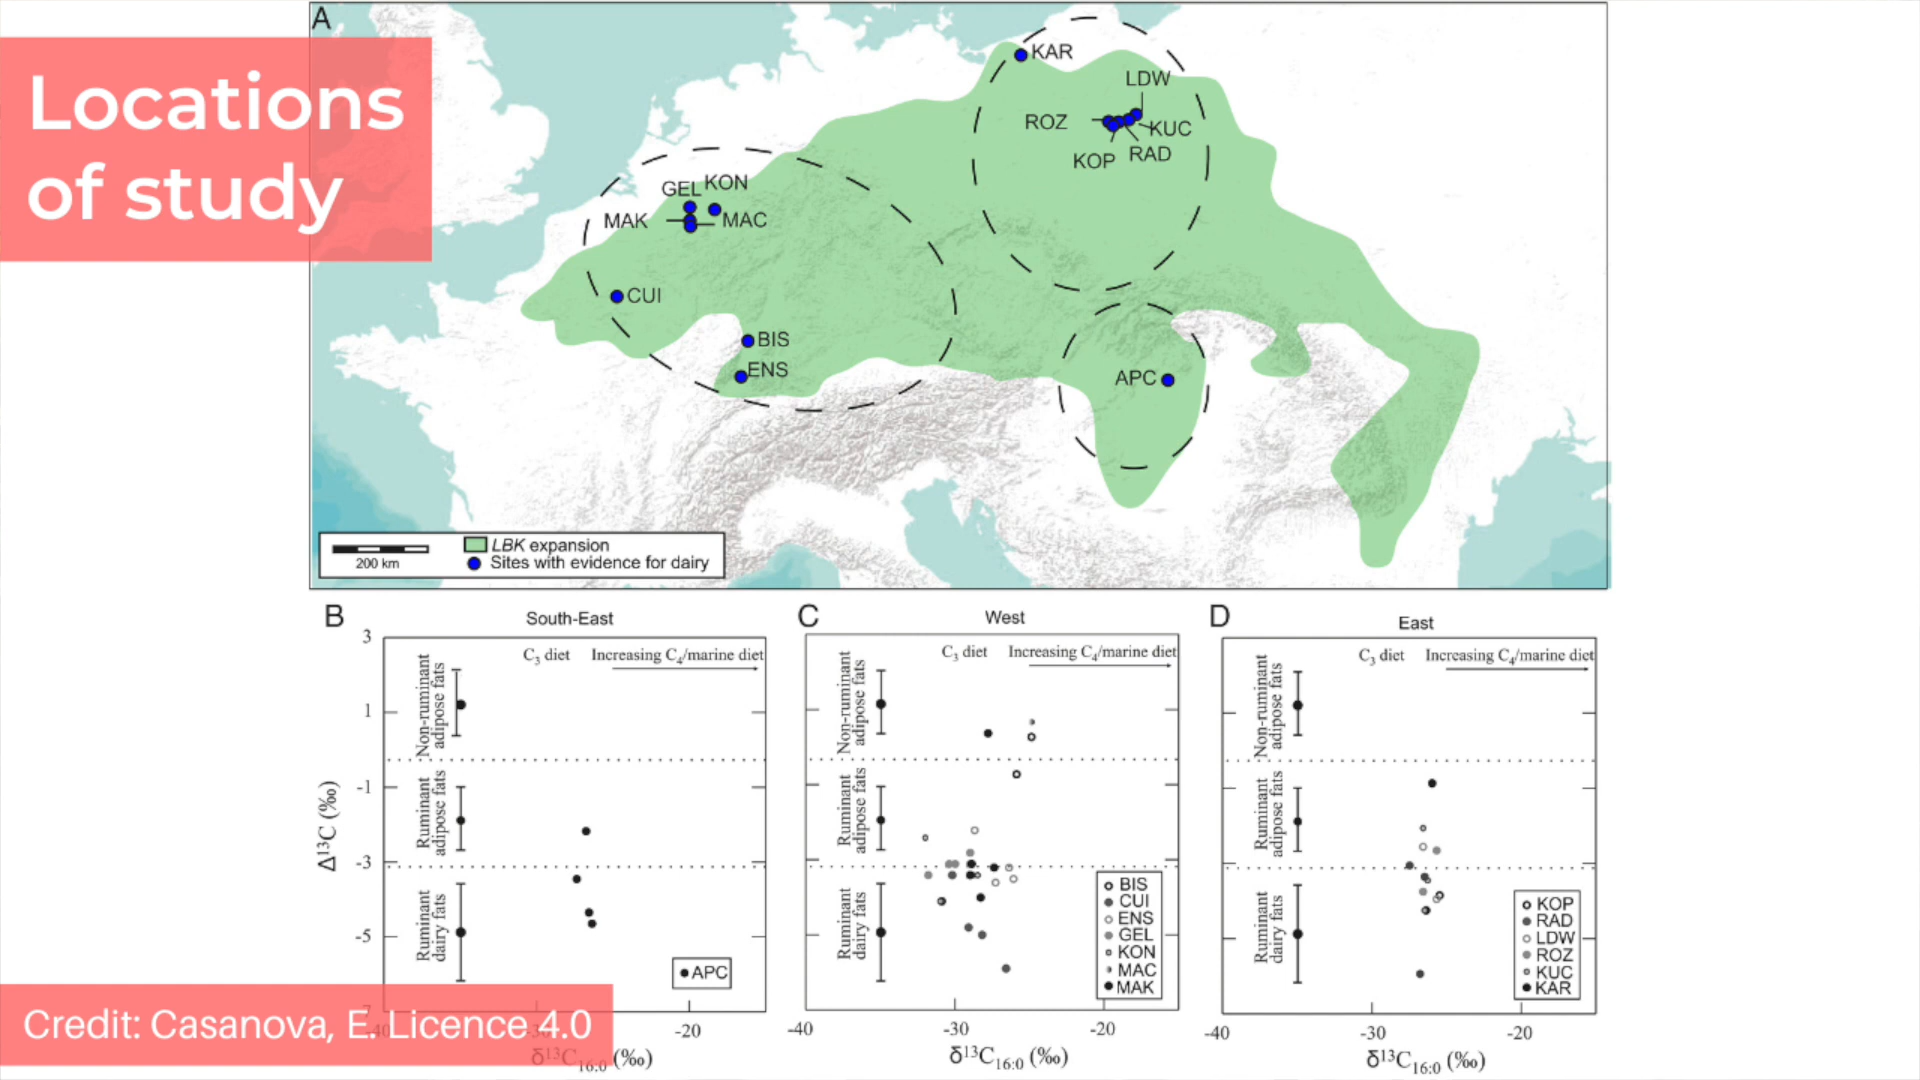 Locations
of study
A
KAR
LDW
ROZ
KUC
KOP
RAD
GEL
KON
MAK
MAC
CUI
BIS
ENS
APC
200 km
LBK expansion
Sites with evidence for dairy
B
South-East
C₃ diet
Increasing C₄/marine diet
Non-ruminant
adipose fats
Ruminant
adipose fats
Ruminant
dairy fats
3
1
-1
-3
-5
-7
Δ¹³C (‰)
APC
-40
-30
-20
δ¹³C₁₆:₀ (‰)
C
West
C₃ diet
Increasing C₄/marine diet
Non-ruminant
adipose fats
Ruminant
adipose fats
Ruminant
dairy fats
BIS
CUI
ENS
GEL
KON
MAC
MAK
-40
-30
-20
δ¹³C₁₆:₀ (‰)
D
East
C₃ diet
Increasing C₄/marine diet
Non-ruminant
adipose fats
Ruminant
adipose fats
Ruminant
dairy fats
KOP
RAD
LDW
ROZ
KUC
KAR
-40
-30
-20
δ¹³C₁₆:₀ (‰)
Credit: Casanova, E. Licence 4.0